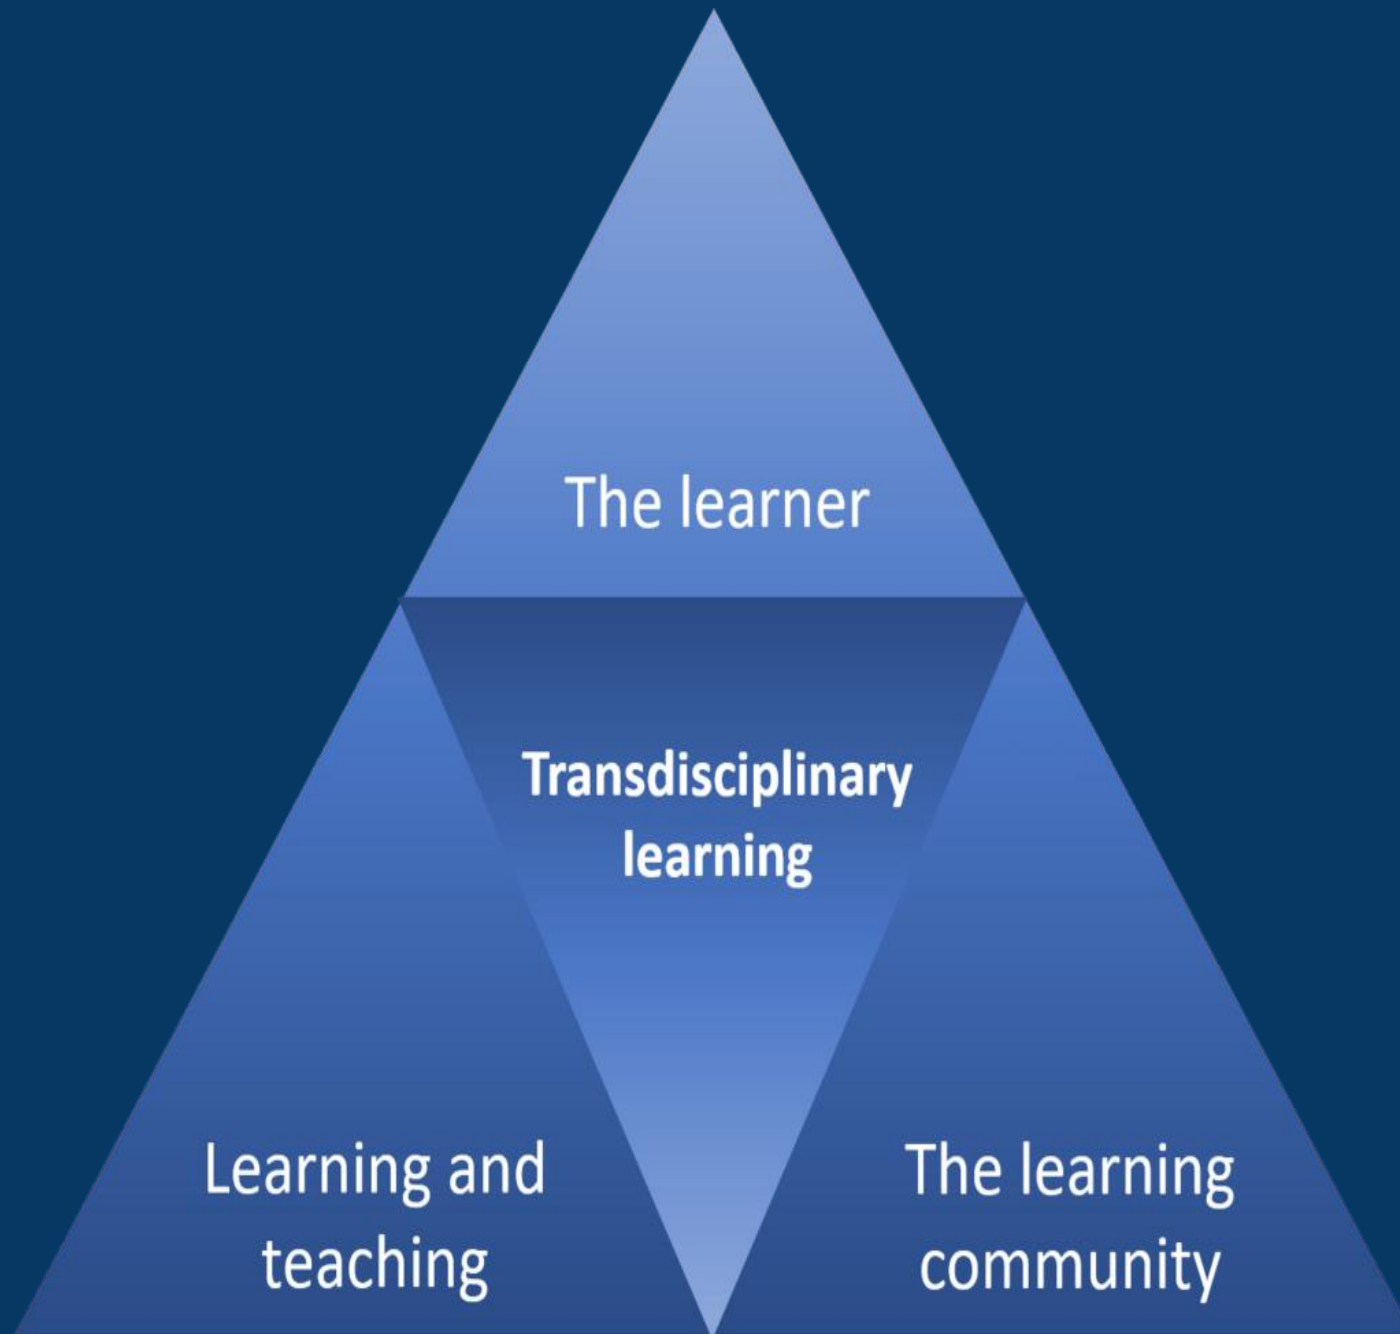 The learner
Transdisciplinary
learning
Learning and
teaching
The learning
community